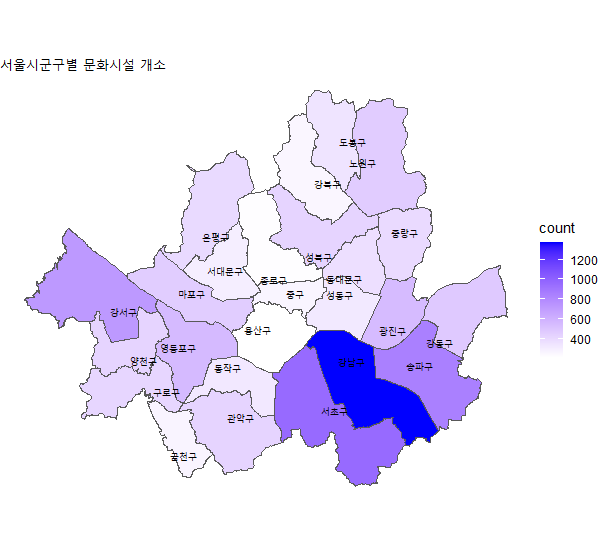 서울시군구별 문화시설 개소
도봉구
노원구
강북구
은평구
중랑구
성북구
서대문구
종로구
동대문구
마포구
중구
성동구
강서구
용산구
광진구
강동구
영등포구
양천구
동작구
강남구
송파구
구로구
서초구
관악구
금천구
count
1200
1000
800
600
400